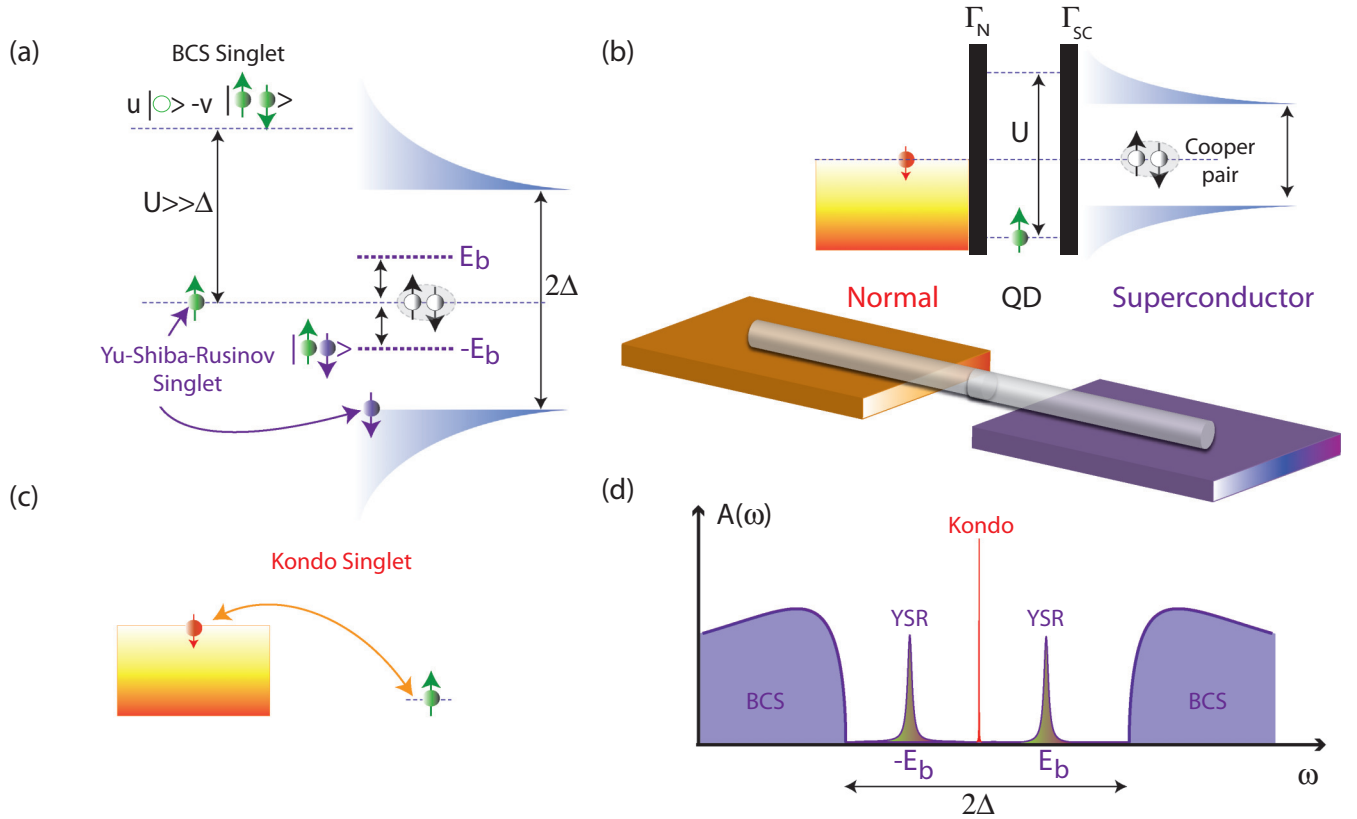 (a)
BCS Singlet
u |○> -v | >
U>>Δ
E_b
2Δ
| >
-E_b
Yu-Shiba-Rusinov
Singlet
(b)
Γ_N
Γ_SC
U
Cooper
pair
Normal
QD
Superconductor
(c)
Kondo Singlet
(d)
A(ω)
Kondo
YSR
YSR
BCS
BCS
-E_b
E_b
ω
2Δ